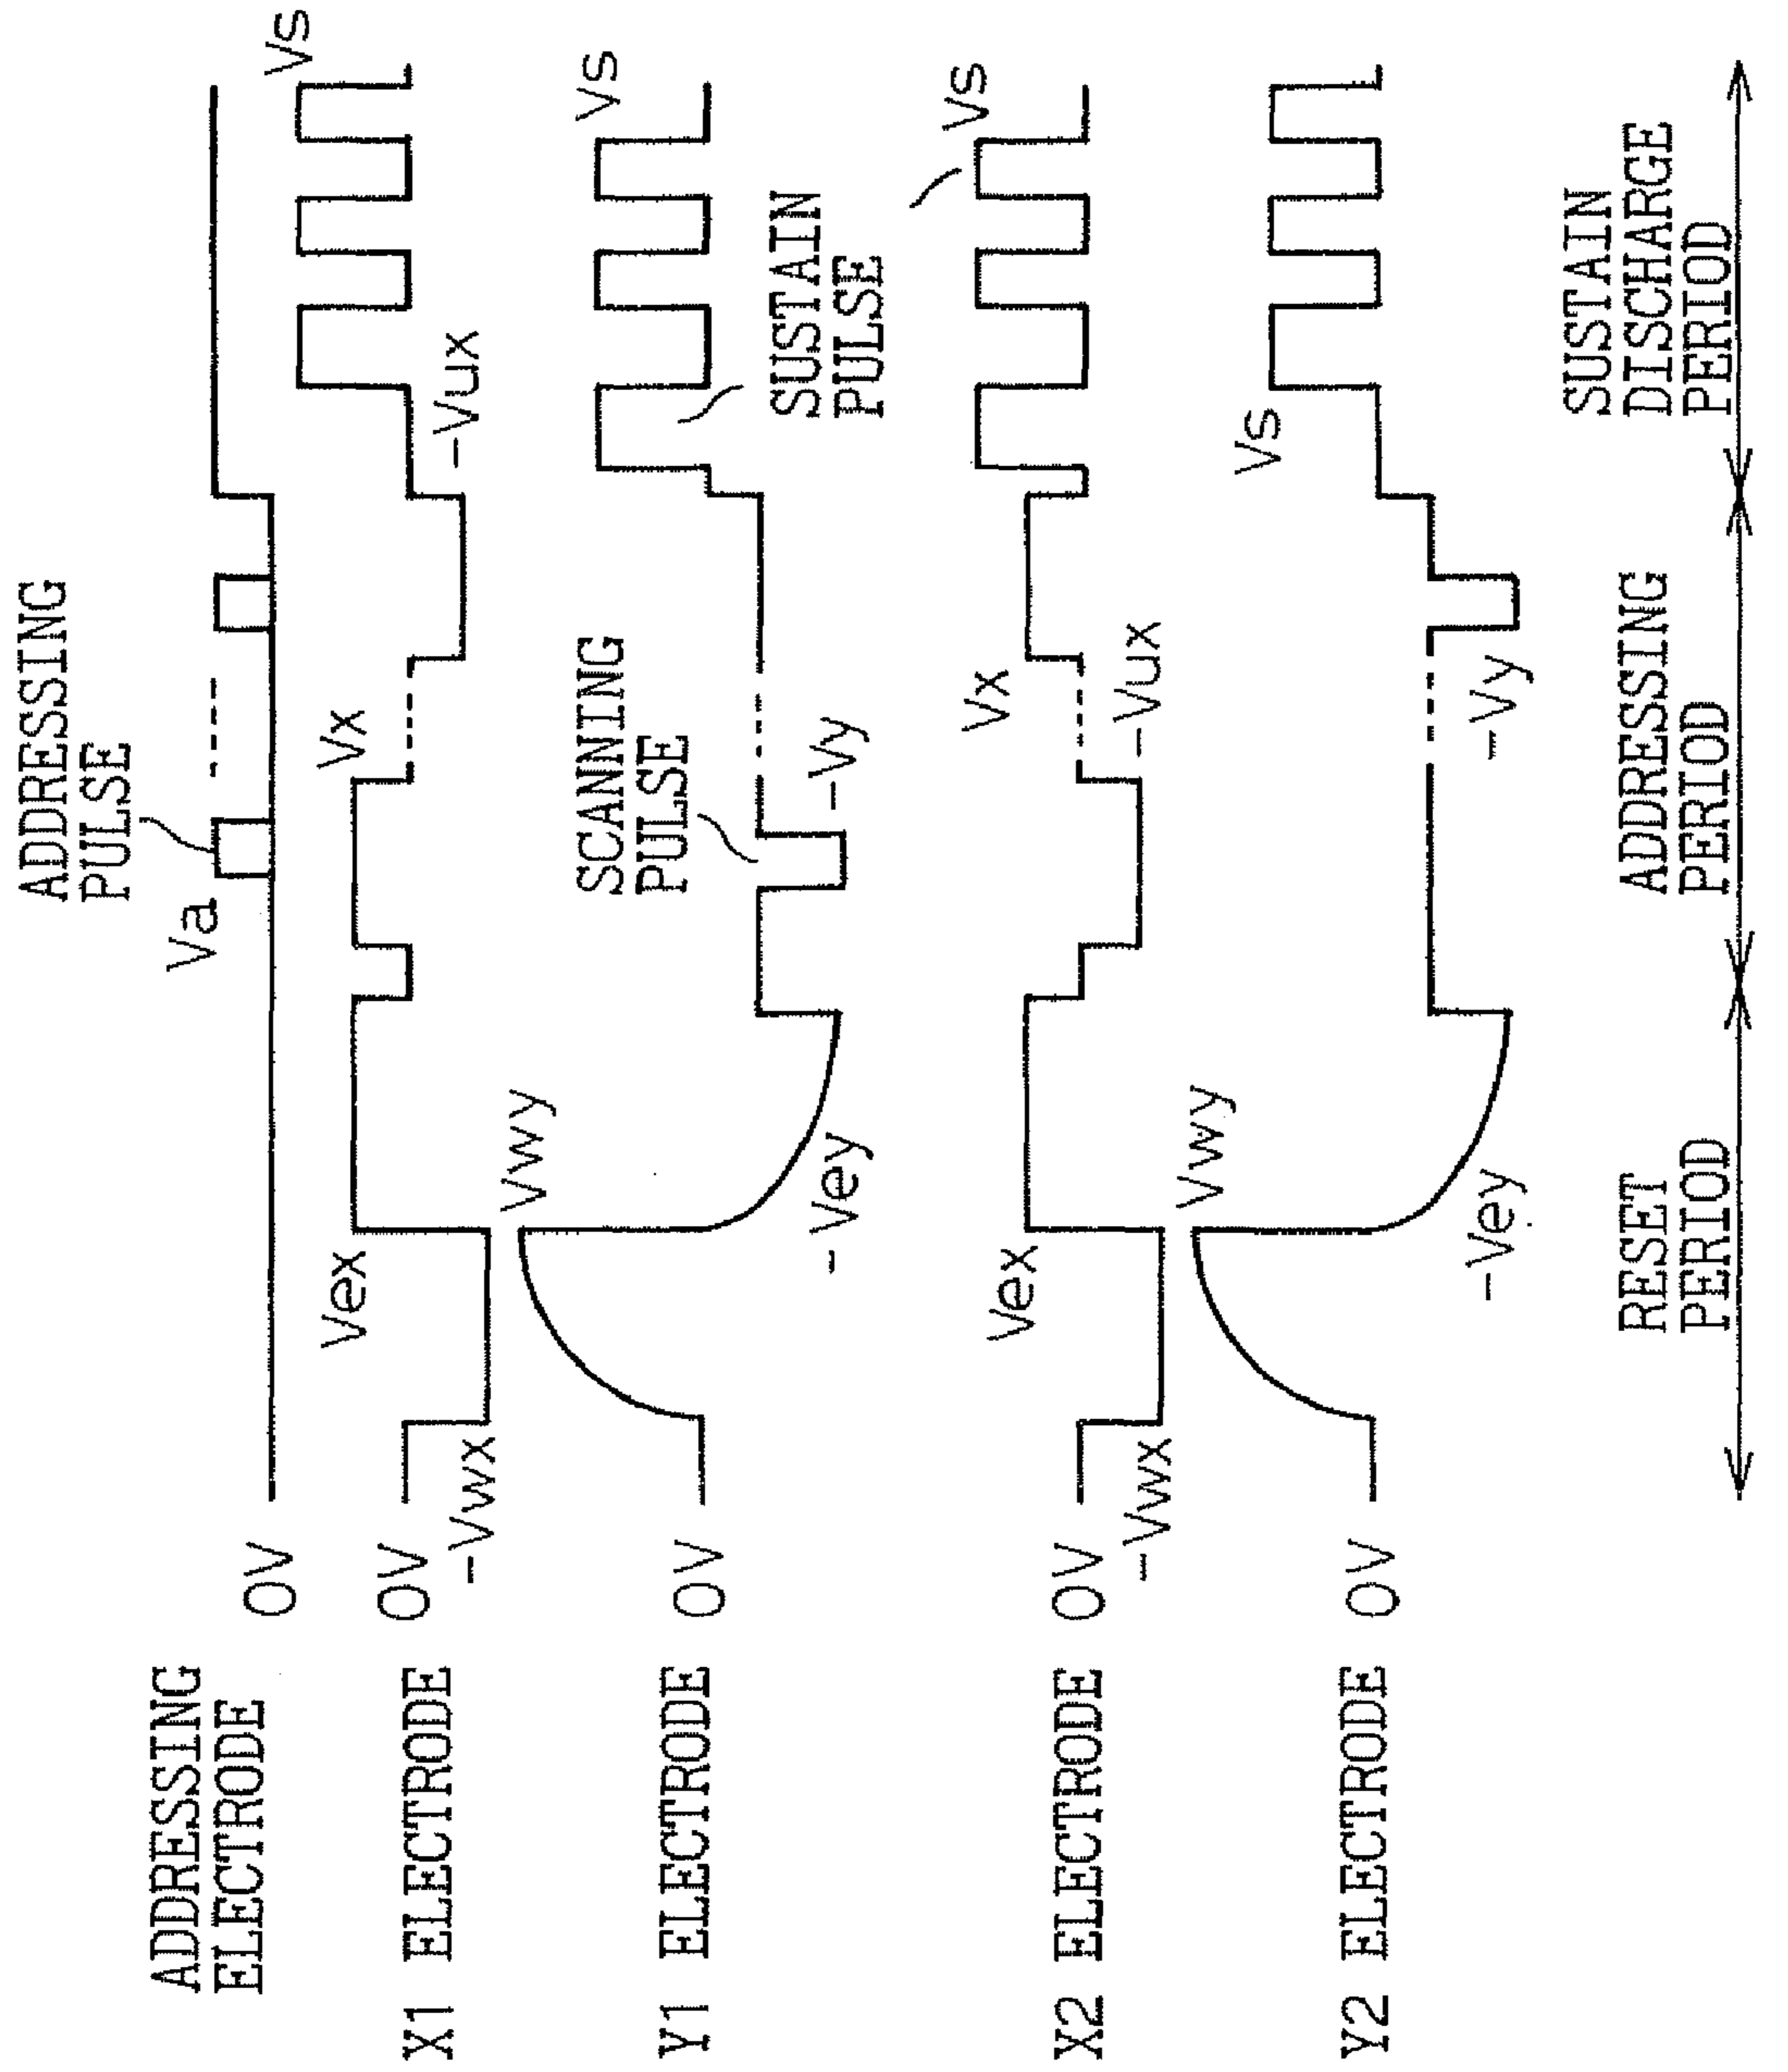 ADDRESSING
ELECTRODE
0V
Va
ADDRESSING
PULSE
X1 ELECTRODE
0V
-Vwx
Vex
Vx
-Vux
Vs
Y1 ELECTRODE
0V
Vwy
-Vey
SCANNING
PULSE
-Vy
SUSTAIN
PULSE
Vs
X2 ELECTRODE
0V
-Vwx
Vex
-Vux
Vx
Vs
Y2 ELECTRODE
0V
Vwy
-Vey
-Vy
Vs
RESET
PERIOD
ADDRESSING
PERIOD
SUSTAIN
DISCHARGE
PERIOD